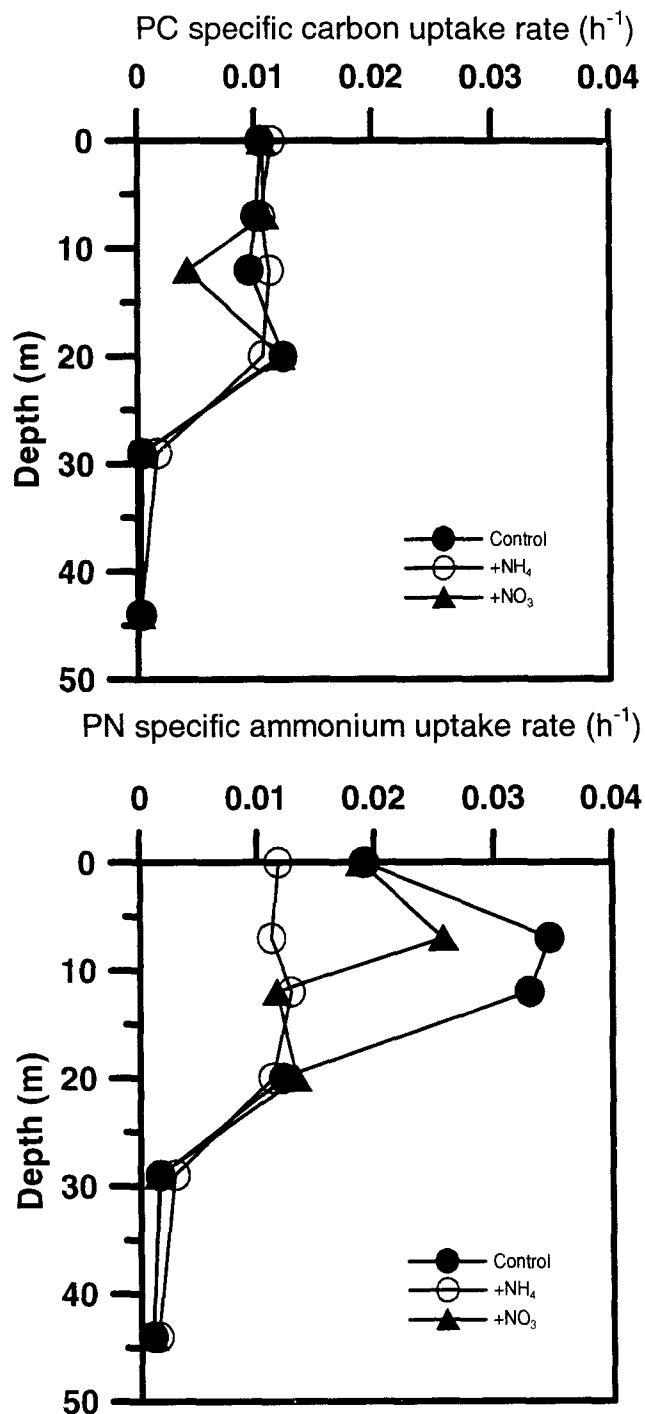 PC specific carbon uptake rate (h⁻¹)
0 0.01 0.02 0.03 0.04
0
10
20
30
40
50
Depth (m)
Control
+NH₄
+NO₃
PN specific ammonium uptake rate (h⁻¹)
0 0.01 0.02 0.03 0.04
0
10
20
30
40
50
Depth (m)
Control
+NH₄
+NO₃